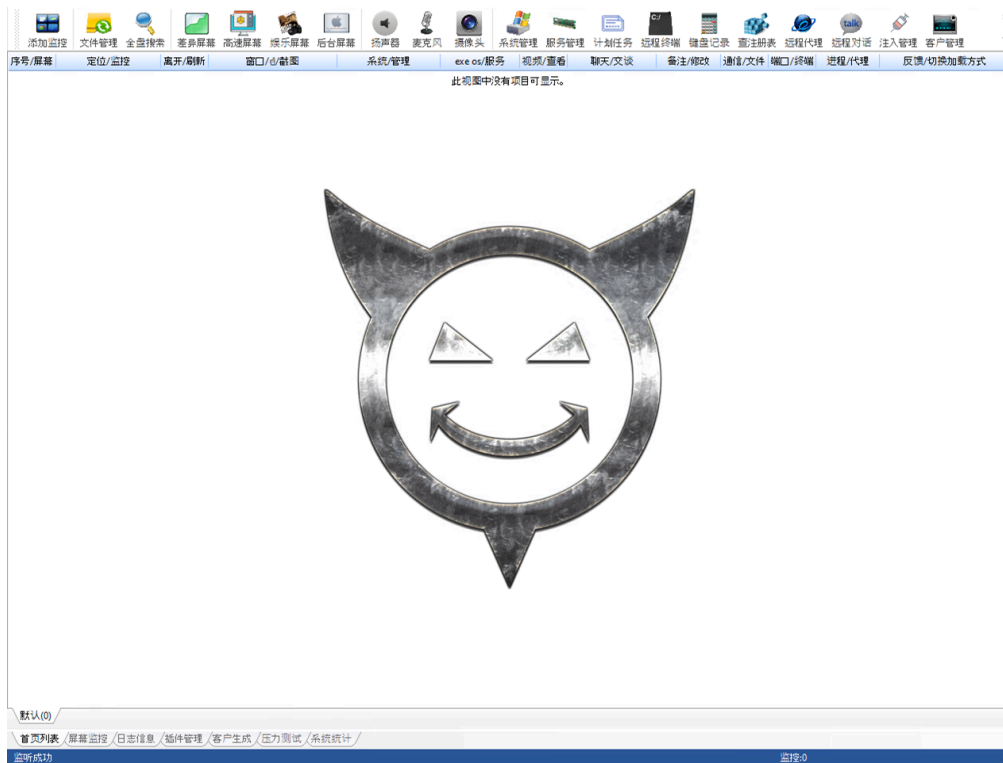 添加监控 文件管理 全盘搜索 差异屏幕 高速屏幕 娱乐屏幕 后台屏幕 扬声器 麦克风 摄像头 系统管理 服务管理 计划任务 远程终端 键盘记录 查注册表 远程代理 远程对话 注入管理 客户管理
序号/屏幕 定位/监控 离开/刷新 窗口/d/截图 系统/管理 exe os/服务 视频/查看 聊天/交谈 备注/修改 通信/文件 端口/终端 进程/代理 反馈/切换加载方式
此视图中没有项目可显示。
默认(0)
首页列表 屏幕监控 日志信息 插件管理 客户生成 压力测试 系统统计
监听成功 监控:0